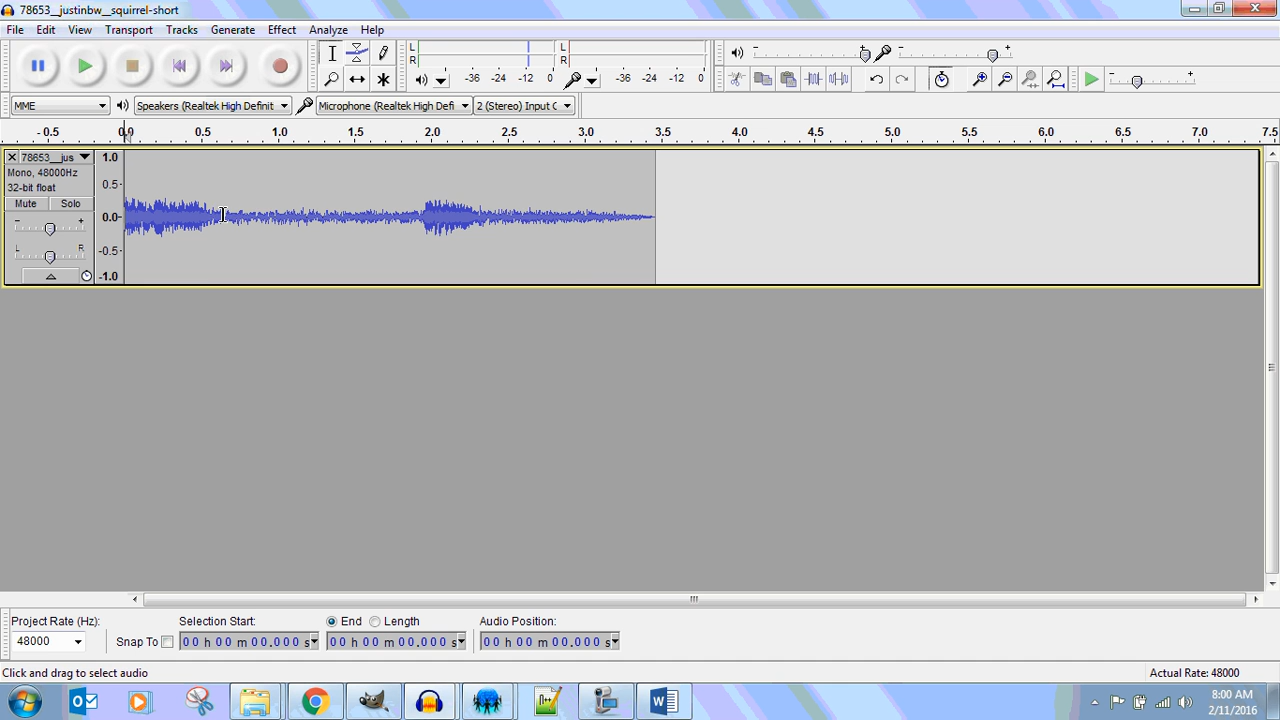 78653__justinbw__squirrel-short
File Edit View Transport Tracks Generate Effect Analyze Help
L
R
-36 -24 -12 0
L
R
-36 -24 -12 0
MME
Speakers (Realtek High Definit
Microphone (Realtek High Defi
2 (Stereo) Input C
-0.5 0.0 0.5 1.0 1.5 2.0 2.5 3.0 3.5 4.0 4.5 5.0 5.5 6.0 6.5 7.0 7.5
78653__jus
Mono, 48000Hz
32-bit float
Mute Solo
L R
1.0
0.5
0.0
-0.5
-1.0
Project Rate (Hz):
48000
Snap To
Selection Start:
00 h 00 m 00.000 s
End Length
00 h 00 m 00.000 s
Audio Position:
00 h 00 m 00.000 s
Click and drag to select audio
Actual Rate: 48000
8:00 AM
2/11/2016